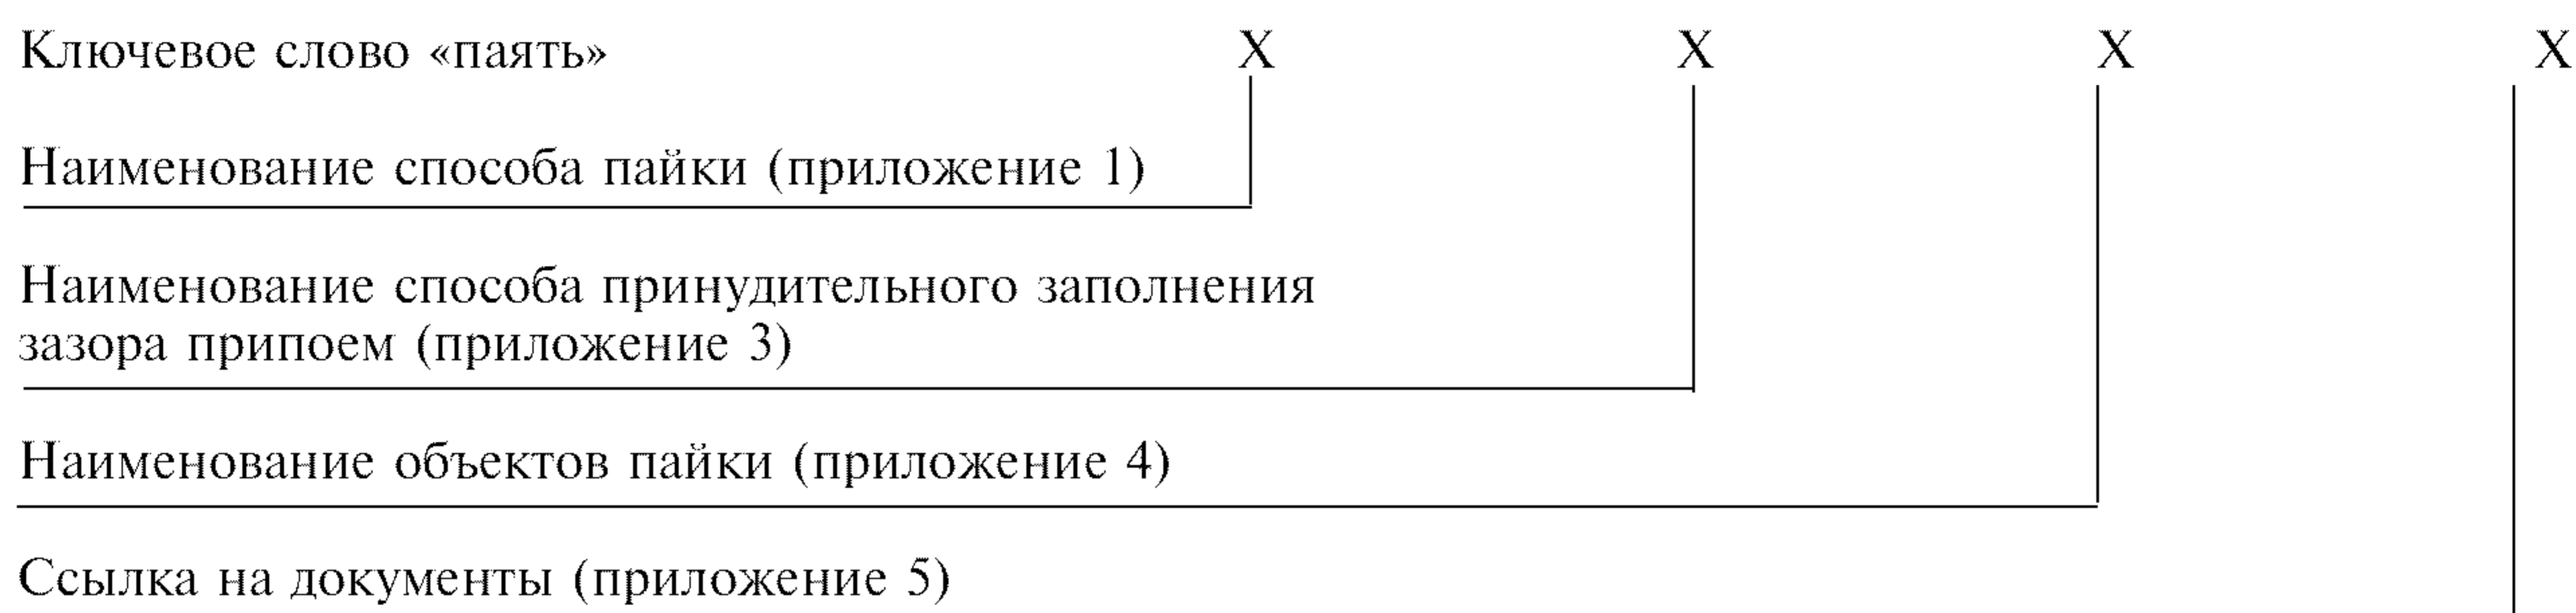 Ключевое слово «паять» X X X X
Наименование способа пайки (приложение 1)
Наименование способа принудительного заполнения
зазора припоем (приложение 3)
Наименование объектов пайки (приложение 4)
Ссылка на документы (приложение 5)